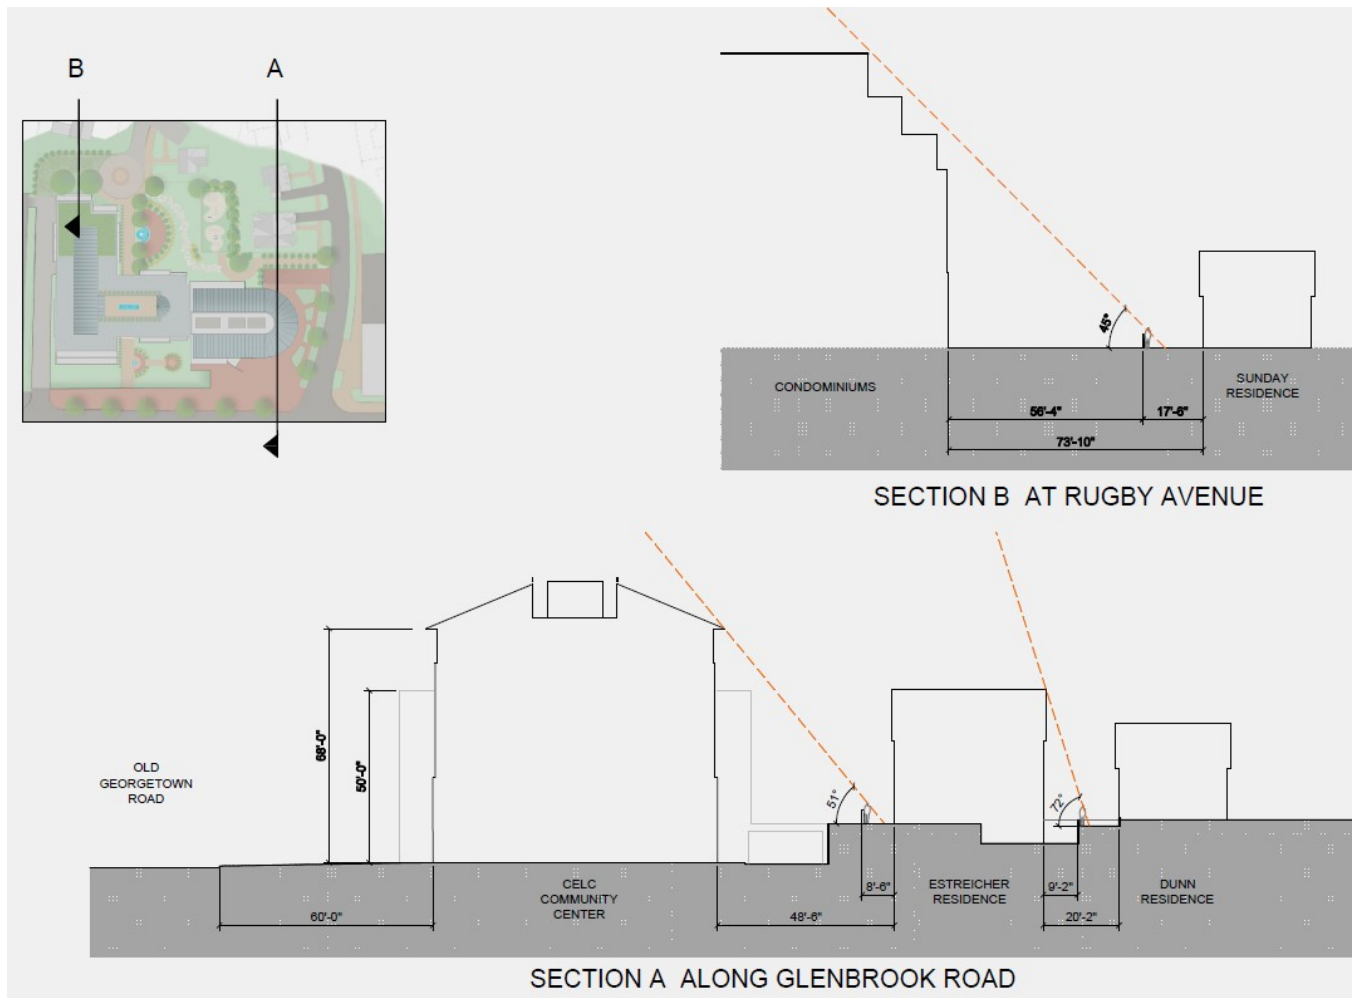 B
A
45°
CONDOMINIUMS
SUNDAY
RESIDENCE
56'-4"
17'-6"
73'-10"
SECTION B AT RUGBY AVENUE
68'-0"
50'-0"
OLD
GEORGETOWN
ROAD
51°
72°
CELC
COMMUNITY
CENTER
8'-6"
ESTREICHER
RESIDENCE
9'-2"
DUNN
RESIDENCE
60'-0"
48'-6"
20'-2"
SECTION A ALONG GLENBROOK ROAD